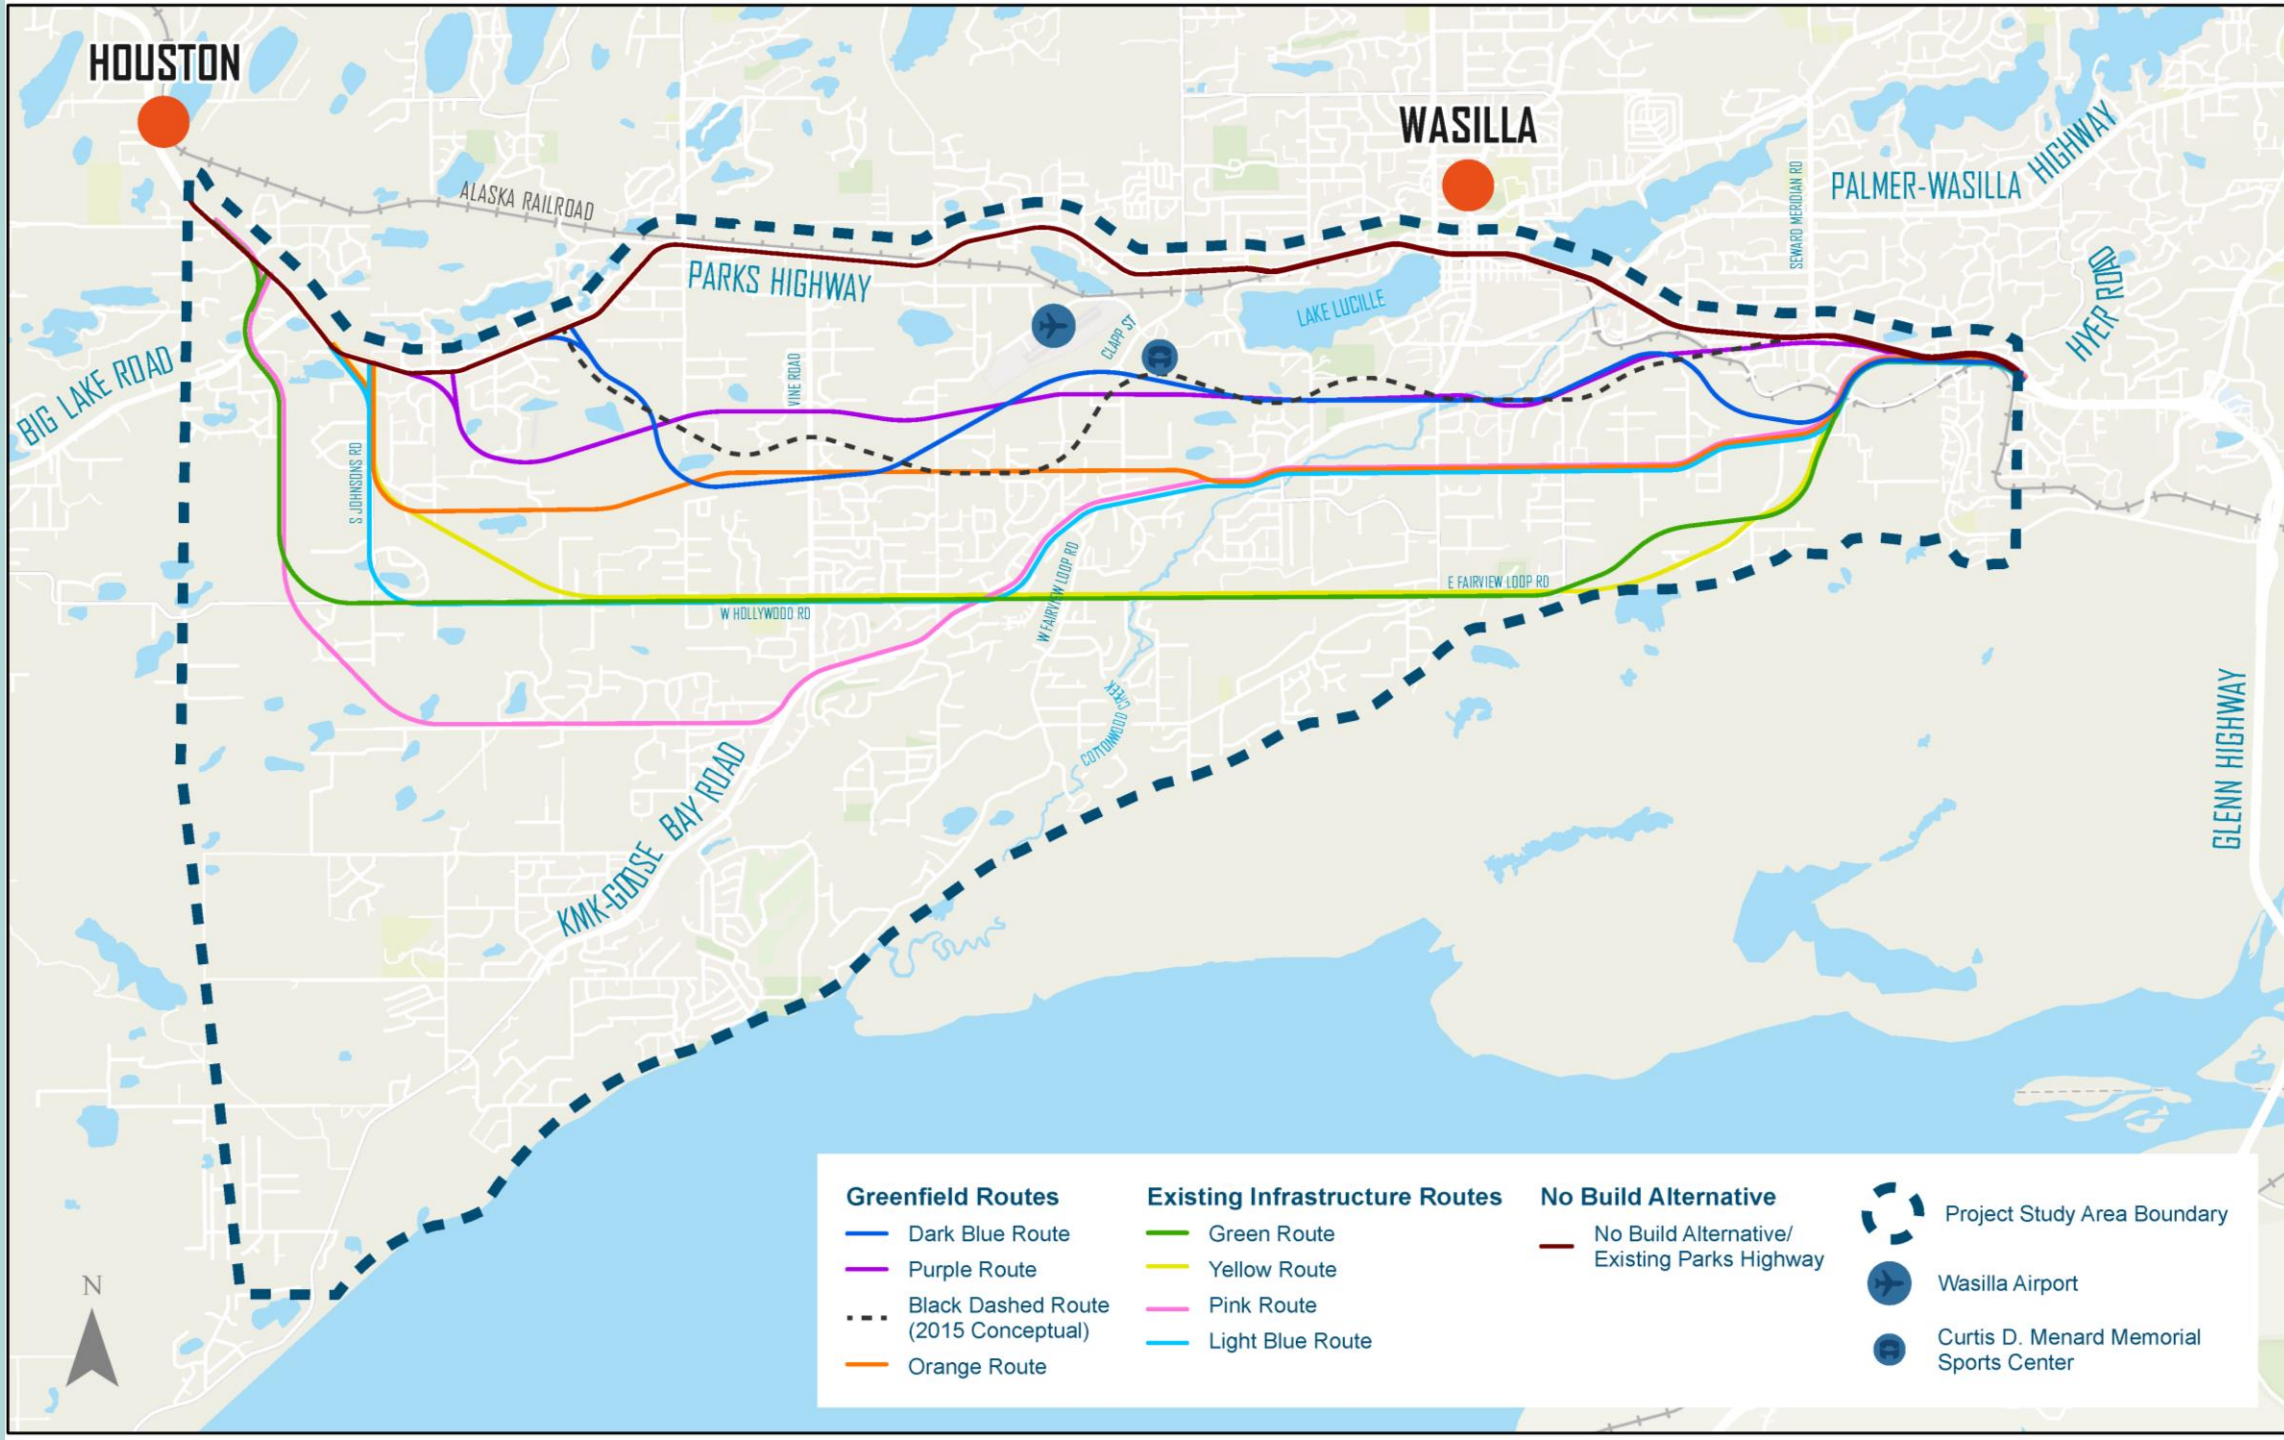 HOUSTON
WASILLA
ALASKA RAILROAD
PARKS HIGHWAY
LAKE LUCILLE
SEWARD MERIDIAN RD
PALMER-WASILLA HIGHWAY
HYER ROAD
BIG LAKE ROAD
CLAPP ST
VINE ROAD
S JOHNSONS RD
W HOLLYWOOD RD
W FAIRVIEW LOOP RD
E FAIRVIEW LOOP RD
COTTONWOOD CREEK
KMK-GOOSE BAY ROAD
GLENN HIGHWAY
N
Greenfield Routes
Dark Blue Route
Purple Route
Black Dashed Route
(2015 Conceptual)
Orange Route
Existing Infrastructure Routes
Green Route
Yellow Route
Pink Route
Light Blue Route
No Build Alternative
No Build Alternative/
Existing Parks Highway
Project Study Area Boundary
Wasilla Airport
Curtis D. Menard Memorial
Sports Center